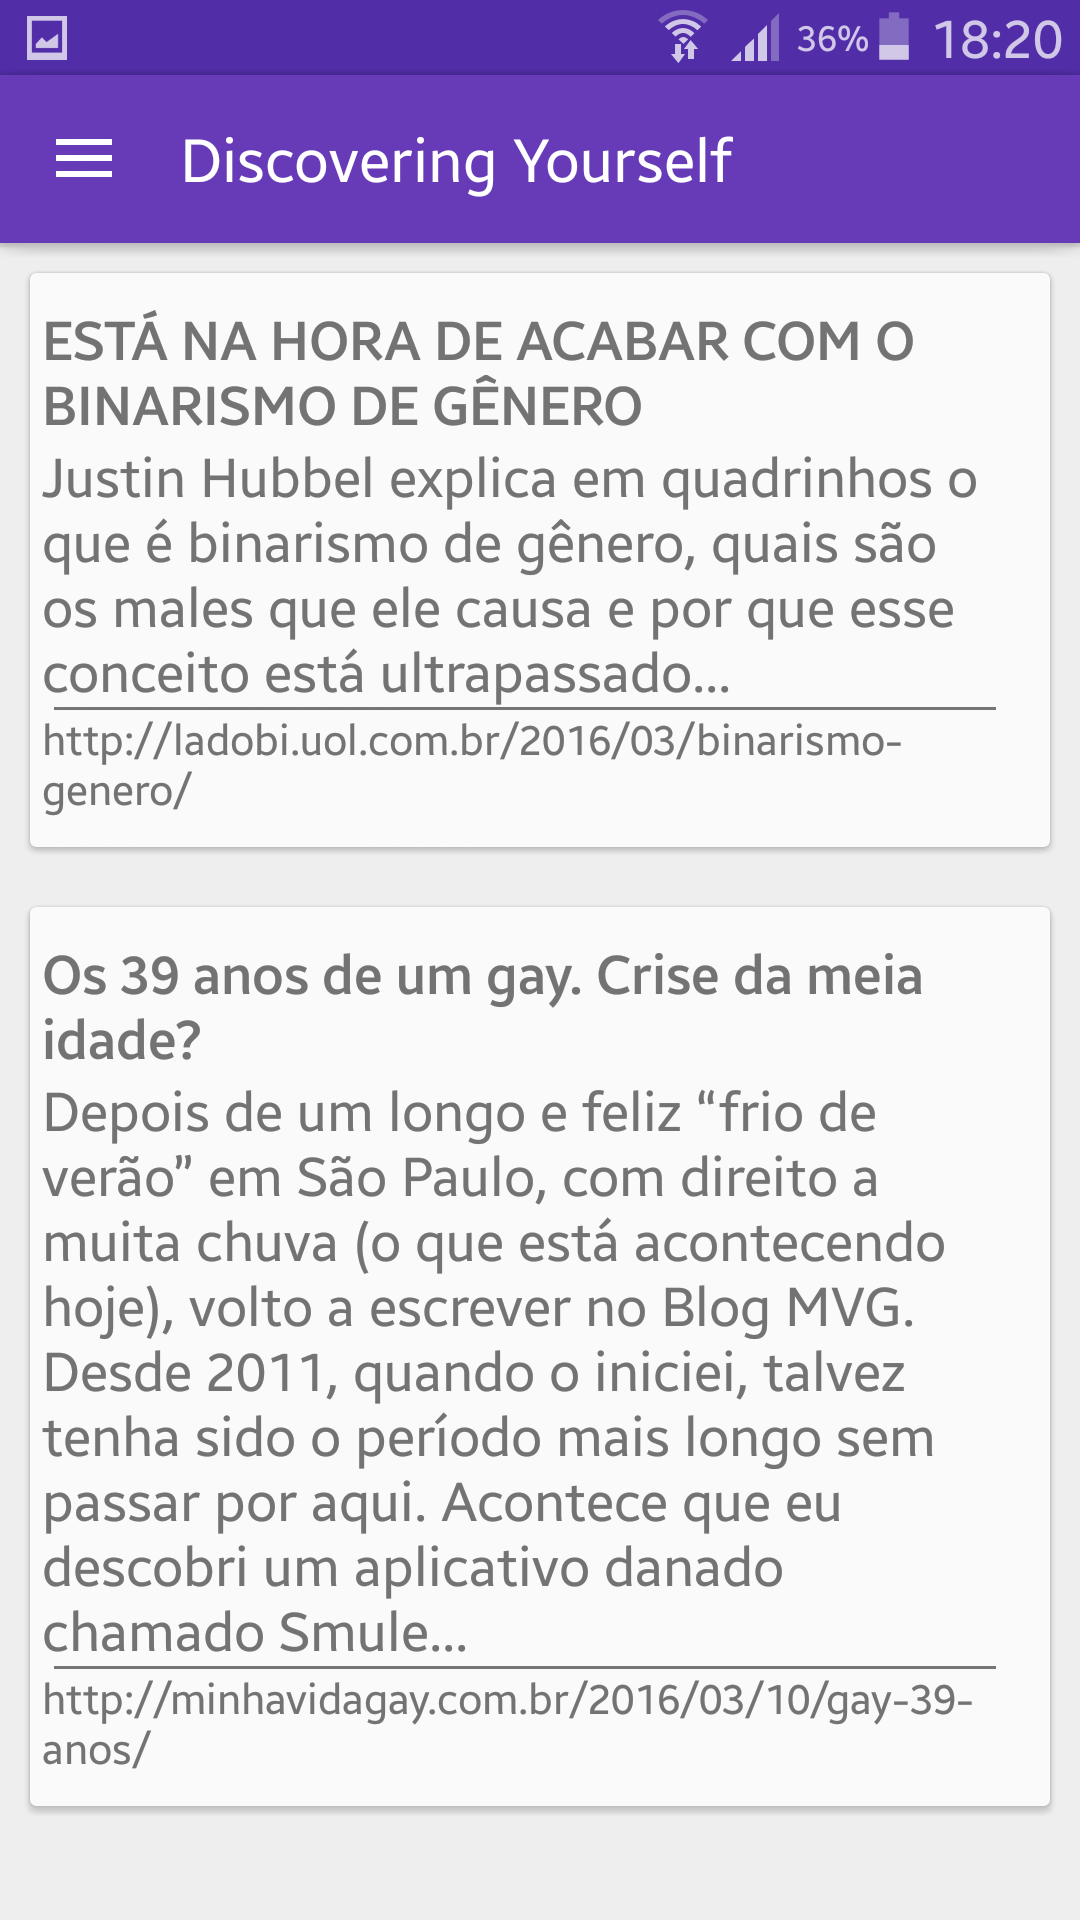 36% 18:20
Discovering Yourself
ESTÁ NA HORA DE ACABAR COM O
BINARISMO DE GÊNERO
Justin Hubbel explica em quadrinhos o
que é binarismo de gênero, quais são
os males que ele causa e por que esse
conceito está ultrapassado...
http://ladobi.uol.com.br/2016/03/binarismo-
genero/
Os 39 anos de um gay. Crise da meia
idade?
Depois de um longo e feliz “frio de
verão” em São Paulo, com direito a
muita chuva (o que está acontecendo
hoje), volto a escrever no Blog MVG.
Desde 2011, quando o iniciei, talvez
tenha sido o período mais longo sem
passar por aqui. Acontece que eu
descobri um aplicativo danado
chamado Smule...
http://minhavidagay.com.br/2016/03/10/gay-39-
anos/